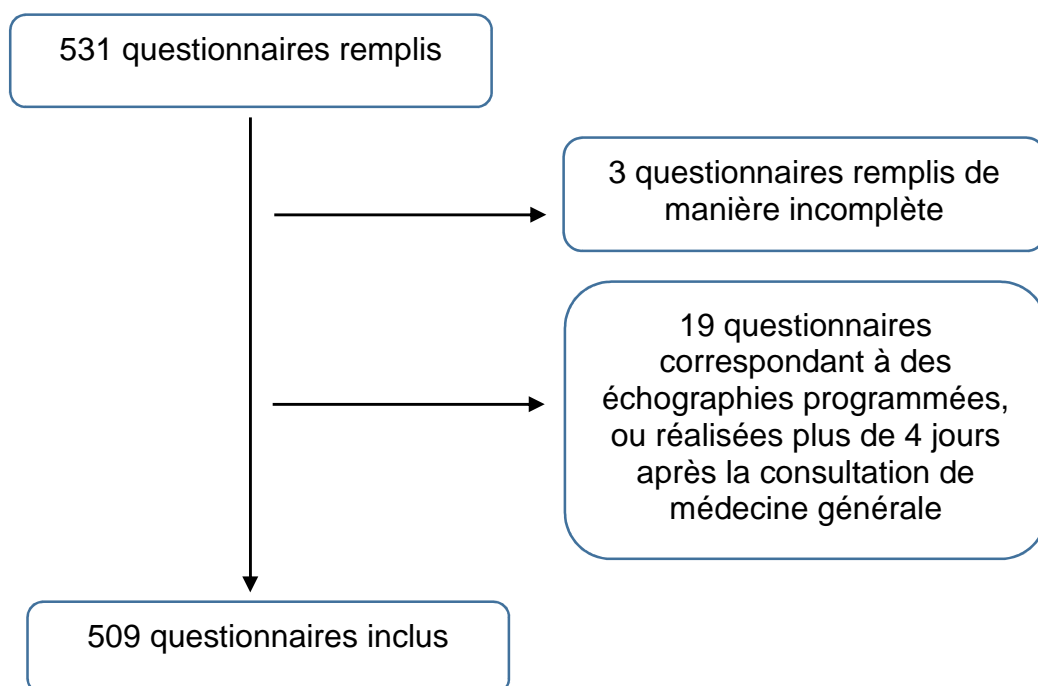 531 questionnaires remplis
3 questionnaires remplis de
manière incomplète
19 questionnaires
correspondant à des
échographies programmées,
ou réalisées plus de 4 jours
après la consultation de
médecine générale
509 questionnaires inclus